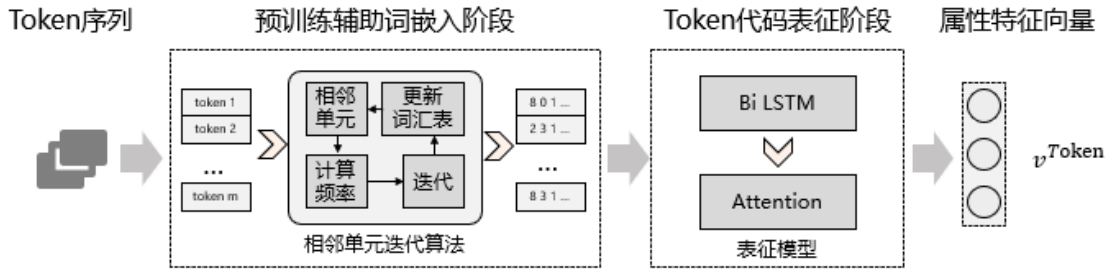 Token序列
预训练辅助词嵌入阶段
Token代码表征阶段
属性特征向量
token 1
token 2
...
token m
相邻
单元
更新
词汇表
计算
频率
迭代
相邻单元迭代算法
8 0 1 ...
2 3 1 ...
...
8 3 1 ...
Bi LSTM
Attention
表征模型
v^Token